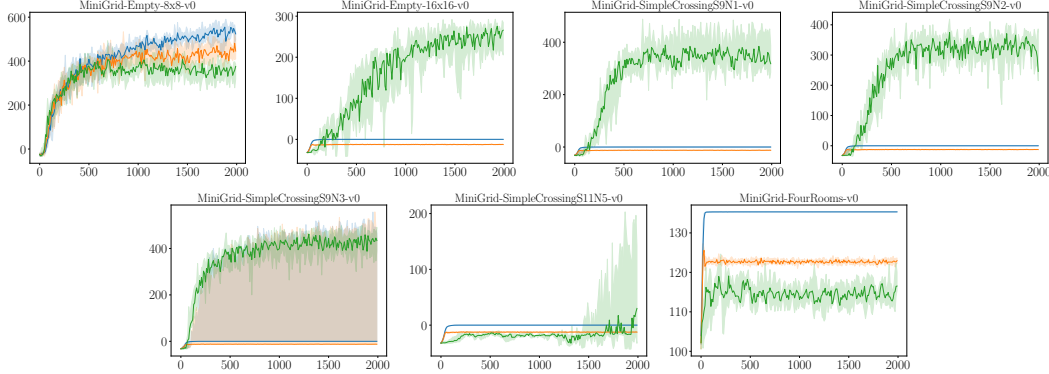 MiniGrid-Empty-8x8-v0
600
400
200
0
0 500 1000 1500 2000
MiniGrid-Empty-16x16-v0
300
200
100
0
0 500 1000 1500 2000
MiniGrid-SimpleCrossingS9N1-v0
400
200
0
0 500 1000 1500 2000
MiniGrid-SimpleCrossingS9N2-v0
400
300
200
100
0
0 500 1000 1500 2000
MiniGrid-SimpleCrossingS9N3-v0
400
200
0
0 500 1000 1500 2000
MiniGrid-SimpleCrossingS11N5-v0
200
100
0
0 500 1000 1500 2000
MiniGrid-FourRooms-v0
130
120
110
100
0 500 1000 1500 2000